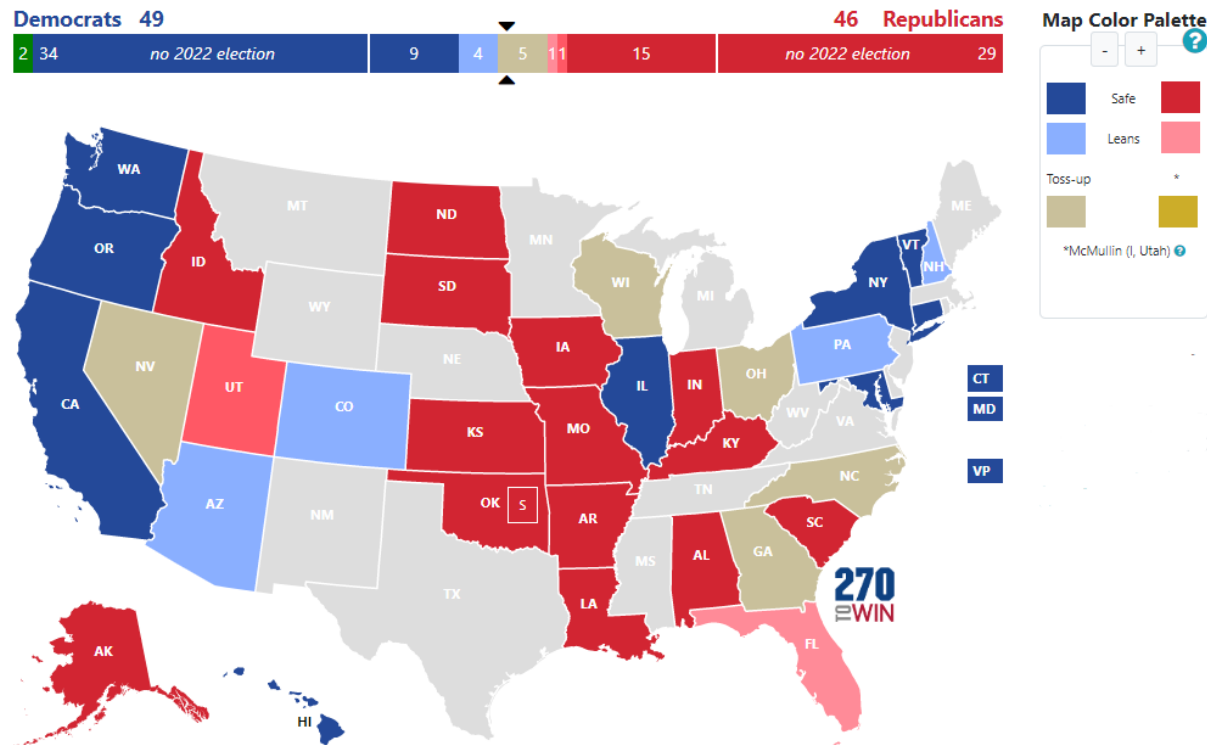 Democrats 49
46 Republicans
Map Color Palette
2 34 no 2022 election 9 4 5 1 1 15 no 2022 election 29
- + ?
Safe
Leans
Toss-up *
*McMullin (I, Utah) ?
WA
MT
ND
MN
ME
OR
ID
SD
WI
MI
VT
NH
NY
WY
NE
IA
PA
NV
UT
CO
IL
IN
OH
CT
CA
KS
MO
KY
WV
VA
MD
AZ
NM
OK S
AR
TN
NC
VP
TX
LA
MS
AL
GA
SC
270
TO WIN
AK
FL
HI